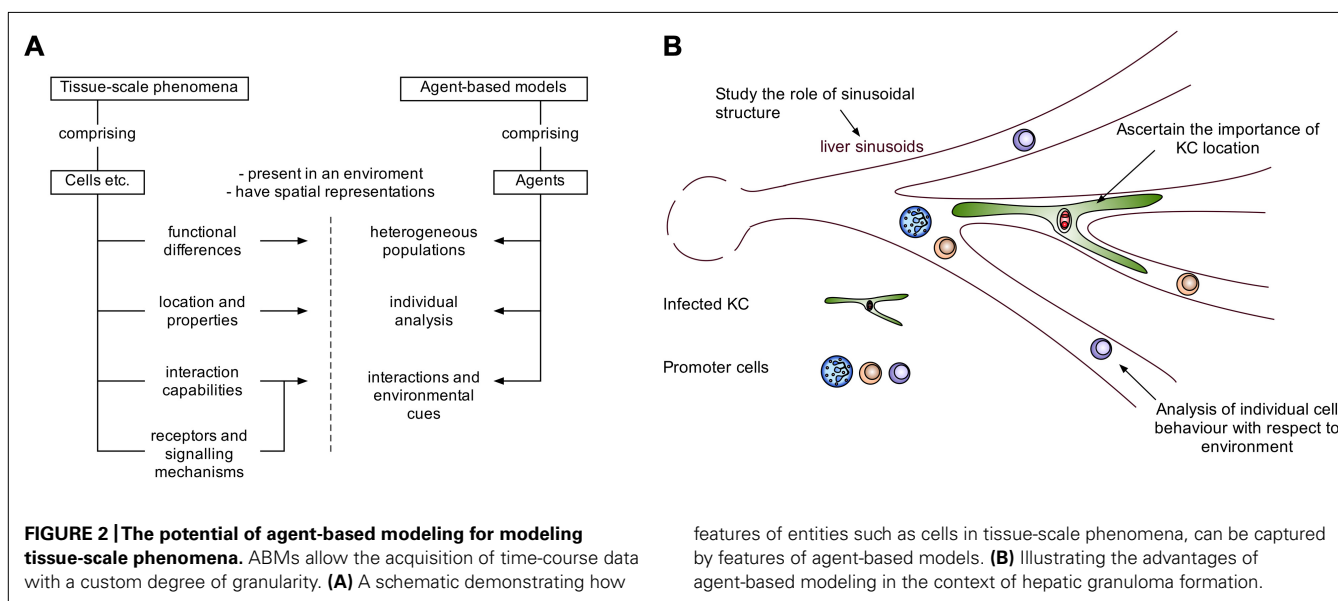 A
Tissue-scale phenomena
Agent-based models
comprising
comprising
Cells etc.
- present in an enviroment
- have spatial representations
Agents
functional
differences
heterogeneous
populations
location and
properties
individual
analysis
interaction
capabilities
interactions and
environmental
cues
receptors and
signalling
mechanisms
B
Study the role of sinusoidal
structure
liver sinusoids
Ascertain the importance of
KC location
Infected KC
Promoter cells
Analysis of individual cell
behaviour with respect to
environment
FIGURE 2 | The potential of agent-based modeling for modeling
tissue-scale phenomena. ABMs allow the acquisition of time-course data
with a custom degree of granularity. (A) A schematic demonstrating how
features of entities such as cells in tissue-scale phenomena, can be captured
by features of agent-based models. (B) Illustrating the advantages of
agent-based modeling in the context of hepatic granuloma formation.